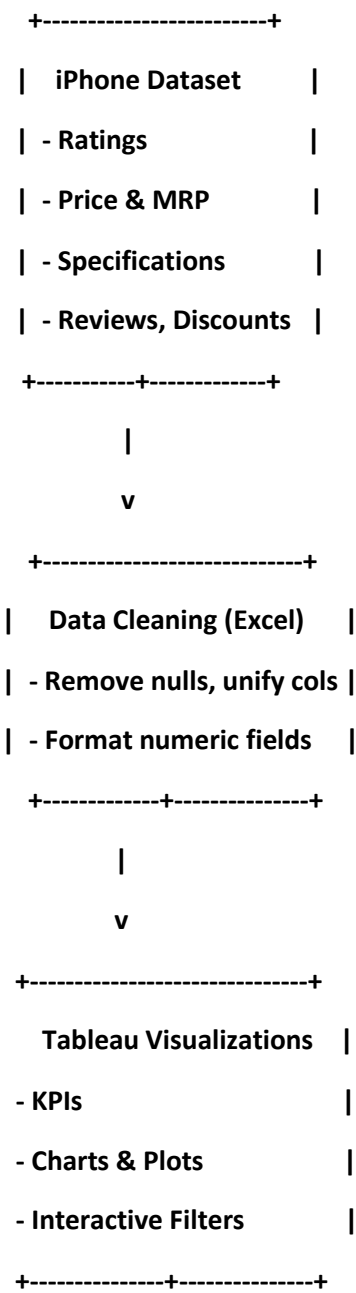 +-------------------------+
| iPhone Dataset |
| - Ratings |
| - Price & MRP |
| - Specifications |
| - Reviews, Discounts |
+-----------+-------------+
|
v
+-----------------------------+
| Data Cleaning (Excel) |
| - Remove nulls, unify cols |
| - Format numeric fields |
+-------------+---------------+
|
v
+-------------------------------+
Tableau Visualizations |
- KPIs |
- Charts & Plots |
- Interactive Filters |
+---------------+---------------+